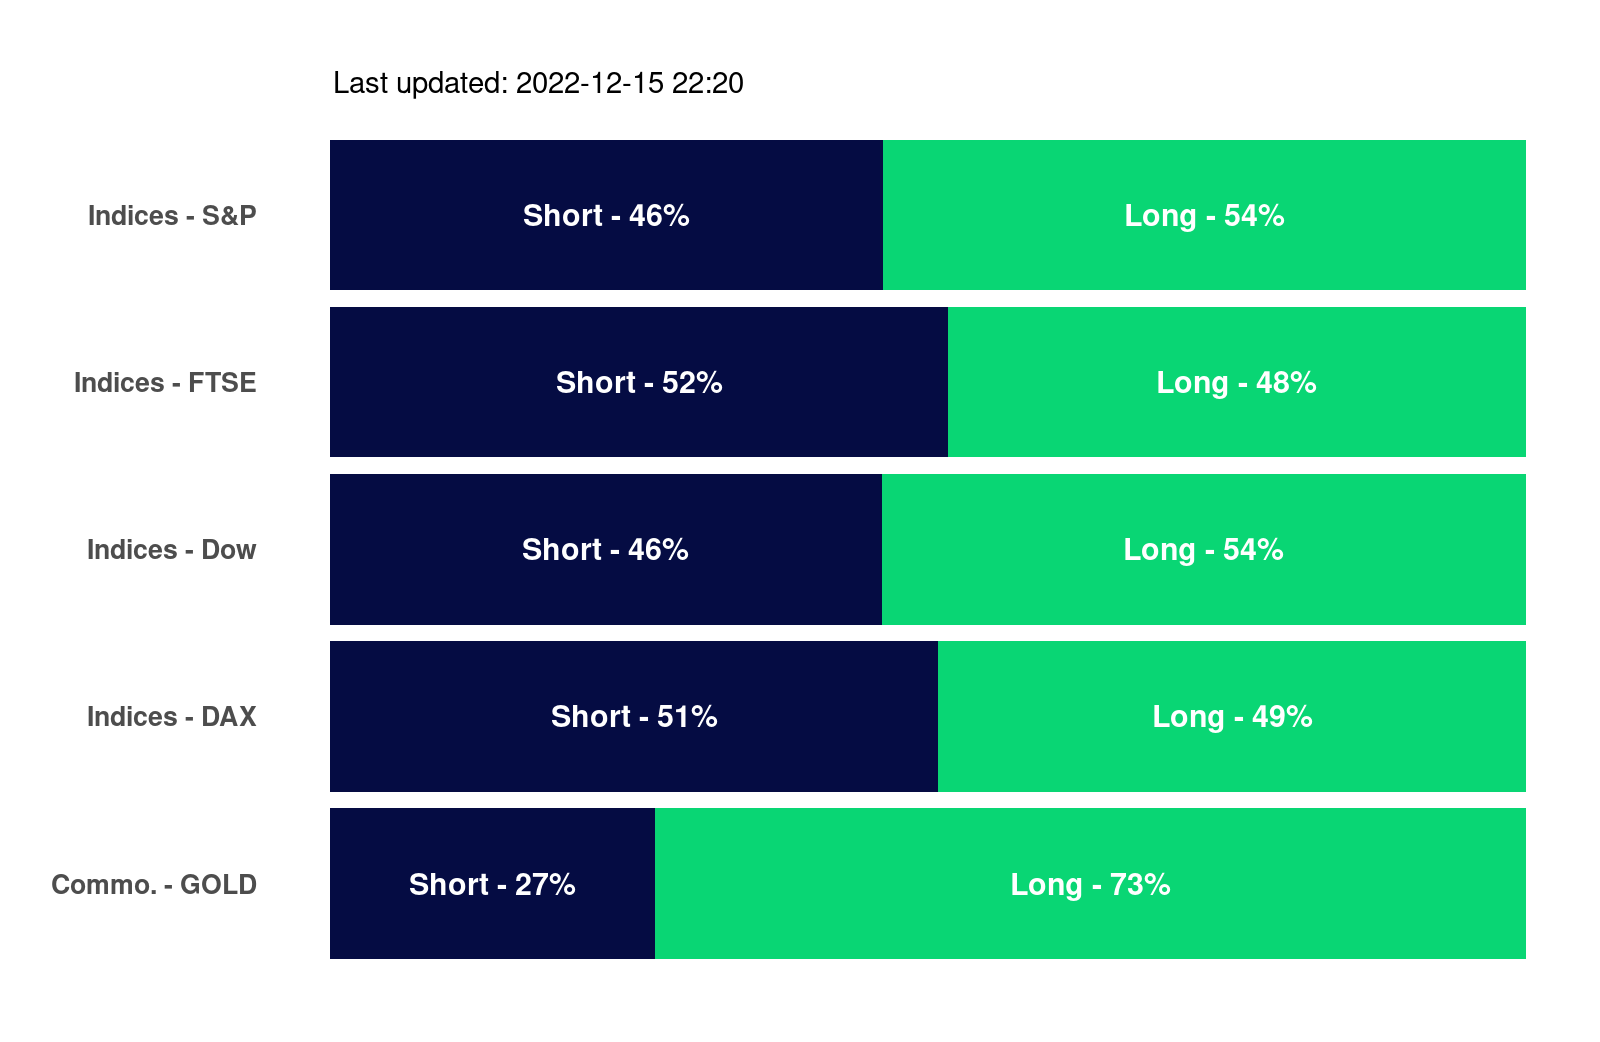 Last updated: 2022-12-15 22:20
Indices - S&P Short - 46% Long - 54%
Indices - FTSE Short - 52% Long - 48%
Indices - Dow Short - 46% Long - 54%
Indices - DAX Short - 51% Long - 49%
Commo. - GOLD Short - 27% Long - 73%